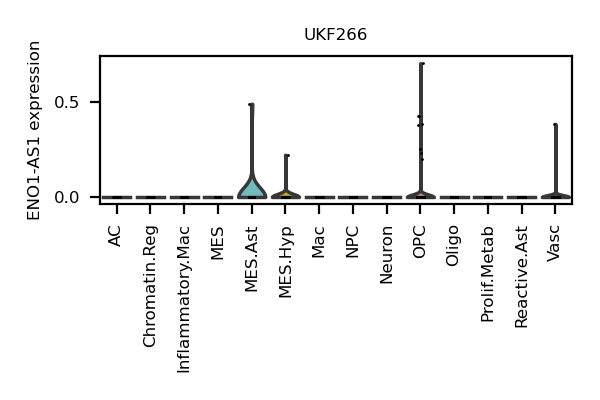 UKF266
ENO1-AS1 expression
0.5
0.0
AC
Chromatin.Reg
Inflammatory.Mac
MES
MES.Ast
MES.Hyp
Mac
NPC
Neuron
OPC
Oligo
Prolif.Metab
Reactive.Ast
Vasc